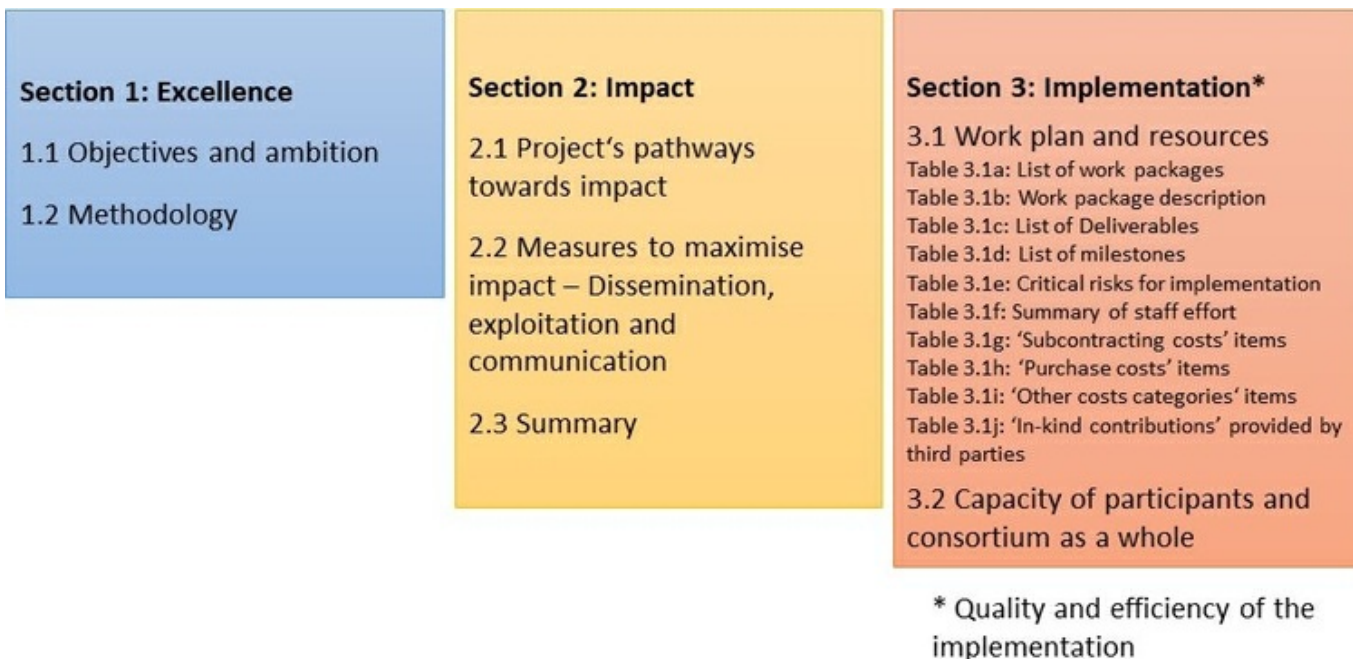 Section 1: Excellence
1.1 Objectives and ambition
1.2 Methodology
Section 2: Impact
2.1 Project‘s pathways
towards impact
2.2 Measures to maximise
impact – Dissemination,
exploitation and
communication
2.3 Summary
Section 3: Implementation*
3.1 Work plan and resources
Table 3.1a: List of work packages
Table 3.1b: Work package description
Table 3.1c: List of Deliverables
Table 3.1d: List of milestones
Table 3.1e: Critical risks for implementation
Table 3.1f: Summary of staff effort
Table 3.1g: ‘Subcontracting costs’ items
Table 3.1h: ‘Purchase costs’ items
Table 3.1i: ‘Other costs categories‘ items
Table 3.1j: ‘In-kind contributions’ provided by
third parties
3.2 Capacity of participants and
consortium as a whole
* Quality and efficiency of the
implementation